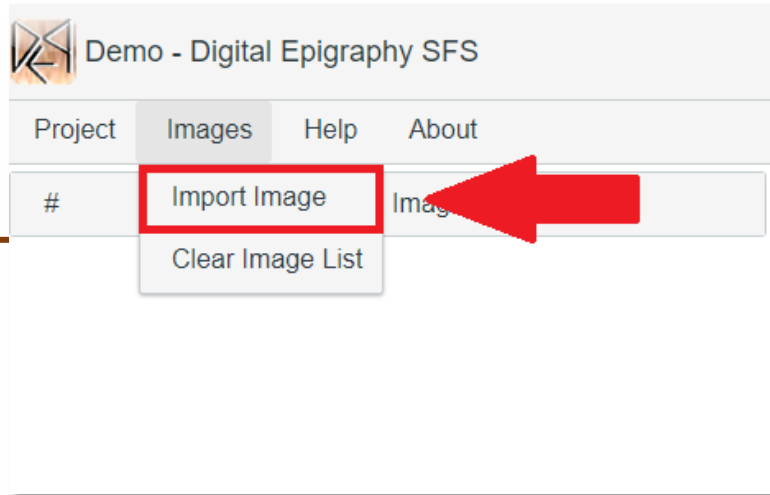 Demo - Digital Epigraphy SFS
Project Images Help About
# Import Image
Clear Image List